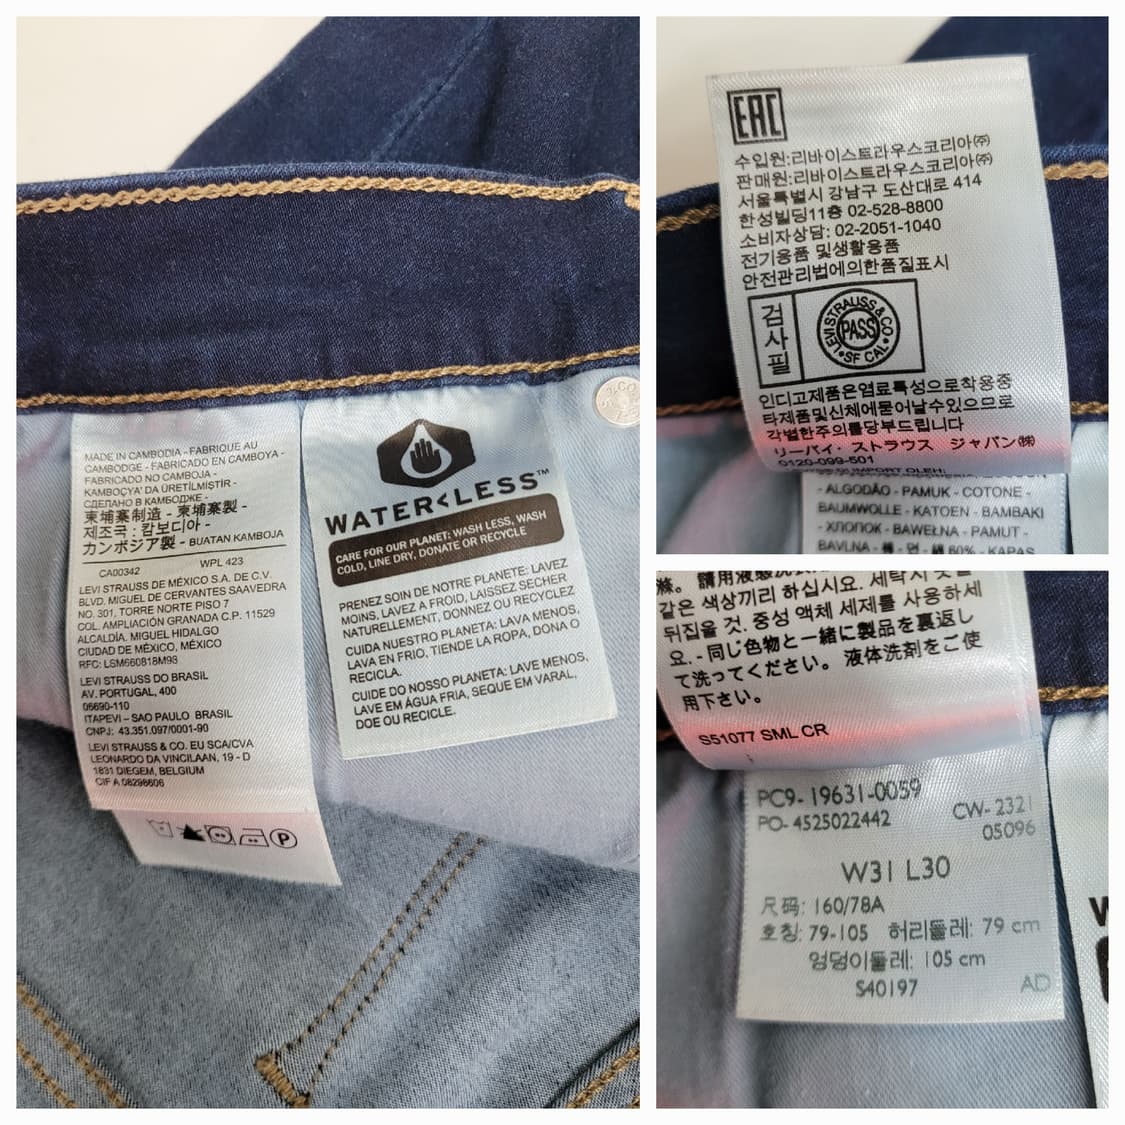 MADE IN CAMBODIA - FABRIQUE AU
CAMBODGE - FABRICADO EN CAMBOYA -
FABRICADO NO CAMBOJA -
KAMBOÇYA' DA ÜRETİLMİŞTİR -
СДЕЛАНО В КАМБОДЖЕ -
柬埔寨制造 - 柬埔寨製 -
제조국 : 캄보디아 -
カンボジア製 - BUATAN KAMBOJA
CA00342 WPL 423
LEVI STRAUSS DE MÉXICO S.A. DE C.V.
BLVD. MIGUEL DE CERVANTES SAAVEDRA
NO. 301, TORRE NORTE PISO 7
COL. AMPLIACIÓN GRANADA C.P. 11529
ALCALDÍA. MIGUEL HIDALGO
CIUDAD DE MÉXICO, MÉXICO
RFC: LSM660818M98
LEVI STRAUSS DO BRASIL
AV. PORTUGAL, 400
06690-110
ITAPEVI – SAO PAULO BRASIL
CNPJ: 43.351.097/0001-90
LEVI STRAUSS & CO. EU SCA/CVA
LEONARDO DA VINCILAAN, 19 - D
1831 DIEGEM, BELGIUM
CIF A 08298606
P
WATER<LESS™
CARE FOR OUR PLANET: WASH LESS, WASH
COLD, LINE DRY, DONATE OR RECYCLE
PRENEZ SOIN DE NOTRE PLANETE: LAVEZ
MOINS, LAVEZ A FROID, LAISSEZ SECHER
NATURELLEMENT, DONNEZ OU RECYCLEZ
CUIDA NUESTRO PLANETA: LAVA MENOS,
LAVA EN FRIO, TIENDE LA ROPA, DONA O
RECICLA.
CUIDE DO NOSSO PLANETA: LAVE MENOS,
LAVE EM ÁGUA FRIA, SEQUE EM VARAL,
DOE OU RECICLE.
EAC
수입원:리바이스트라우스코리아㈜
판매원:리바이스트라우스코리아㈜
서울특별시 강남구 도산대로 414
한성빌딩11층 02-528-8800
소비자상담: 02-2051-1040
전기용품 및생활용품
안전관리법에의한품질표시
검사필
LEVI STRAUSS & CO
PASS
SF CAL
인디고제품은염료특성으로착용중
타제품및신체에묻어날수있으므로
각별한주의를당부드립니다
リーバイ・ストラウス ジャパン㈱
0120-099-501
IMPORT OLEH:
- ALGODÃO - PAMUK - COTONE -
BAUMWOLLE - KATOEN - BAMBAKI
- ХЛОПОК - BAWEŁNA - PAMUT -
BAVLNA - 棉 - 면 - 綿 60% - KAPAS
같은 색상끼리 하십시요. 세탁시 옷을
뒤집을 것. 중성 액체 세제를 사용하세
요. - 同じ色物と一緒に製品を裏返し
て洗ってください。 液体洗剤をご使
用下さい。
S51077 SML CR
PC9- 19631-0059
PO- 4525022442 CW- 2321
05096
W31 L30
尺码: 160/78A
호칭: 79-105 허리둘레: 79 cm
엉덩이둘레: 105 cm
S40197 AD